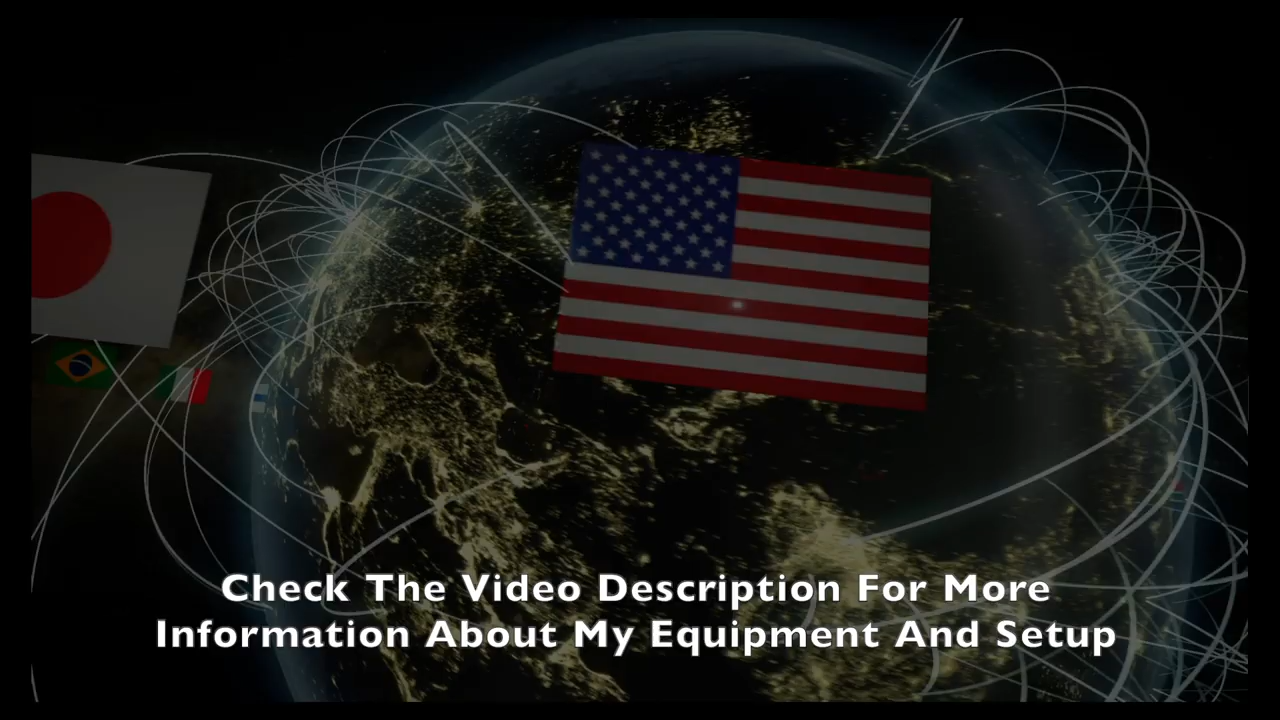 Check The Video Description For More
Information About My Equipment And Setup